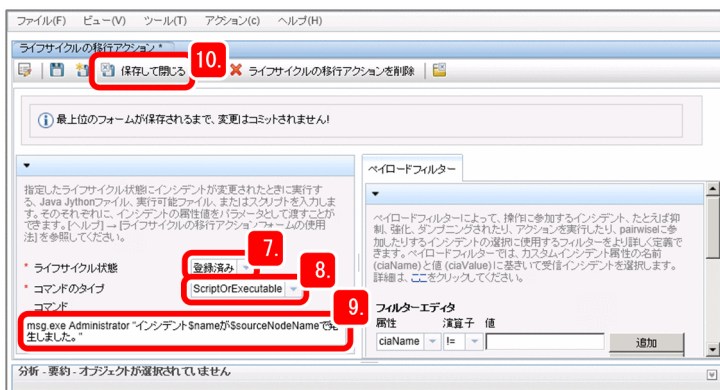 ファイル(F) ビュー(V) ツール(T) アクション(c) ヘルプ(H)
ライフサイクルの移行アクション *
保存して閉じる 10. ライフサイクルの移行アクションを削除
最上位のフォームが保存されるまで、変更はコミットされません!
指定したライフサイクル状態にインシデントが変更されたときに実行す
る、Java Jythonファイル、実行可能ファイル、またはスクリプトを入力しま
す。そのそれぞれに、インシデントの属性値をパラメータとして渡すことが
できます。[ヘルプ] → [ライフサイクルの移行アクションフォームの使用
法]を参照してください。
7.
* ライフサイクル状態 登録済み
8.
* コマンドのタイプ ScriptOrExecutable
コマンド
9.
msg.exe Administrator "インシデント$nameが$sourceNodeNameで発
生しました。"
ペイロードフィルター
ペイロードフィルターによって、操作に参加するインシデント、たとえば抑
制、強化、ダンプニングされたり、アクションを実行したり、pairwiseに参
加したりするインシデントの選択に使用するフィルターをより詳しく定義で
きます。ペイロードフィルターでは、カスタムインシデント属性の名前
(ciaName)と値 (ciaValue)に基きいて受信インシデントを選択します。
詳細は、ここをクリックしてください。
フィルターエディタ
属性 演算子 値
ciaName != 追加
分析 - 要約 - オブジェクトが選択されていません